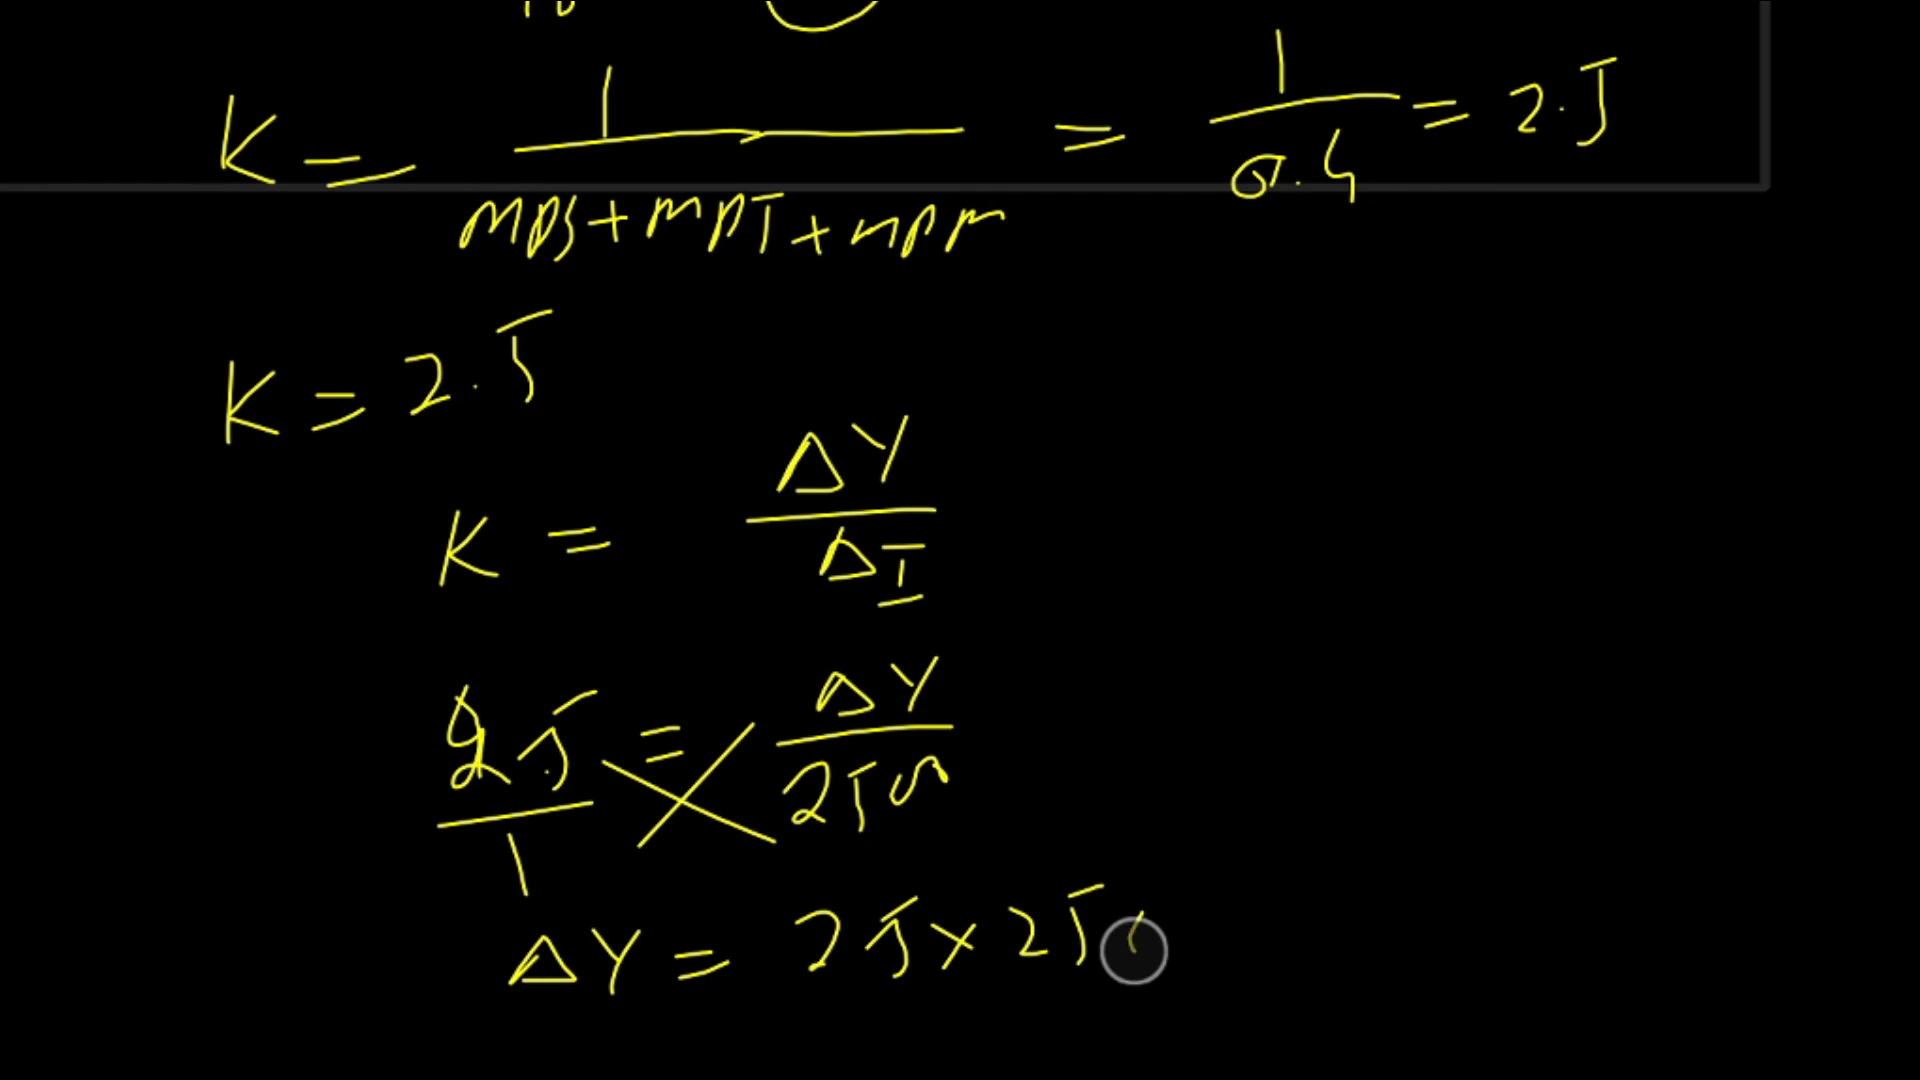 K = 1 / MPS + MPT + MPM = 1 / 0.4 = 2.5
K = 2.5
K = ΔY / ΔI
2.5 / 1 = ΔY / 250
ΔY = 2.5 × 25